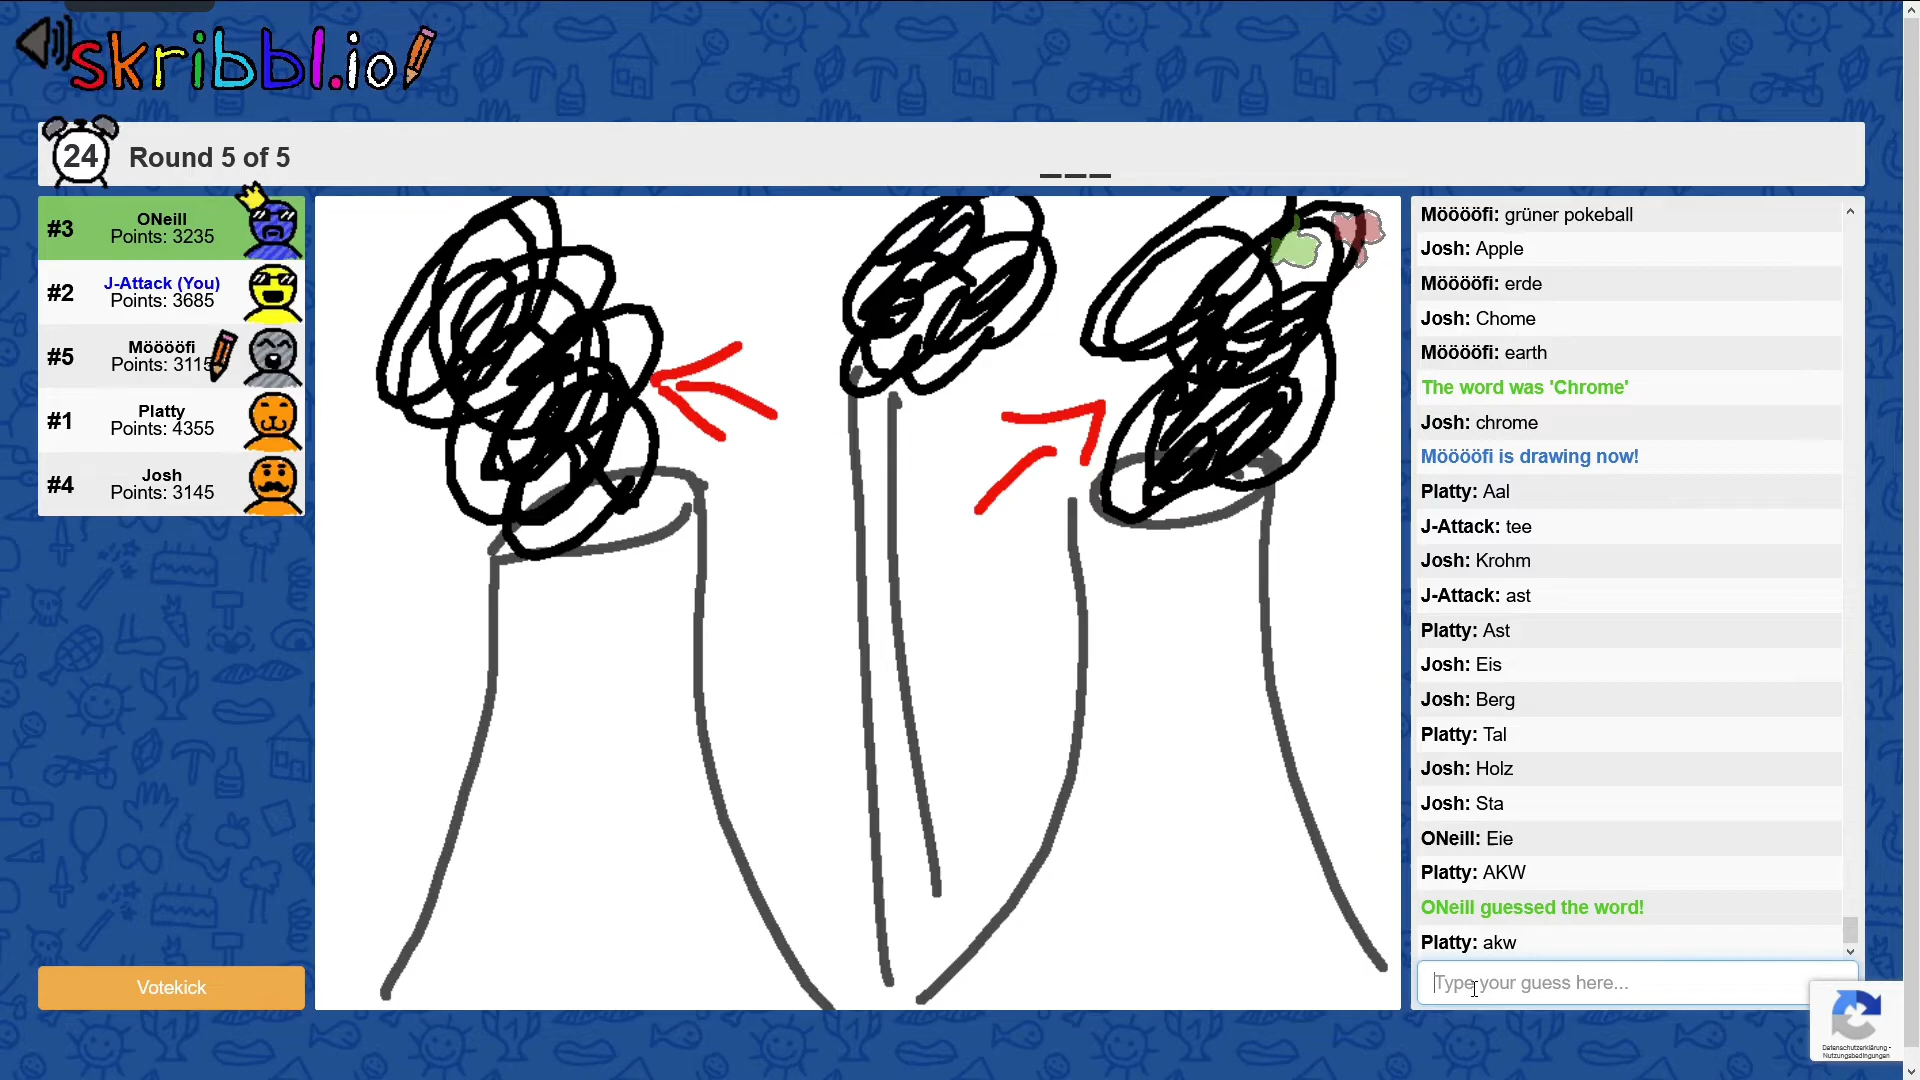 skribbl.io
24
Round 5 of 5
_ _ _
#3
ONeill
Points: 3235
#2
J-Attack (You)
Points: 3685
#5
Mööööfi
Points: 3115
#1
Platty
Points: 4355
#4
Josh
Points: 3145
Votekick
Mööööfi: grüner pokeball
Josh: Apple
Mööööfi: erde
Josh: Chome
Mööööfi: earth
The word was 'Chrome'
Josh: chrome
Mööööfi is drawing now!
Platty: Aal
J-Attack: tee
Josh: Krohm
J-Attack: ast
Platty: Ast
Josh: Eis
Josh: Berg
Platty: Tal
Josh: Holz
Josh: Sta
ONeill: Eie
Platty: AKW
ONeill guessed the word!
Platty: akw
Type your guess here...
Datenschutzerklärung -
Nutzungsbedingungen